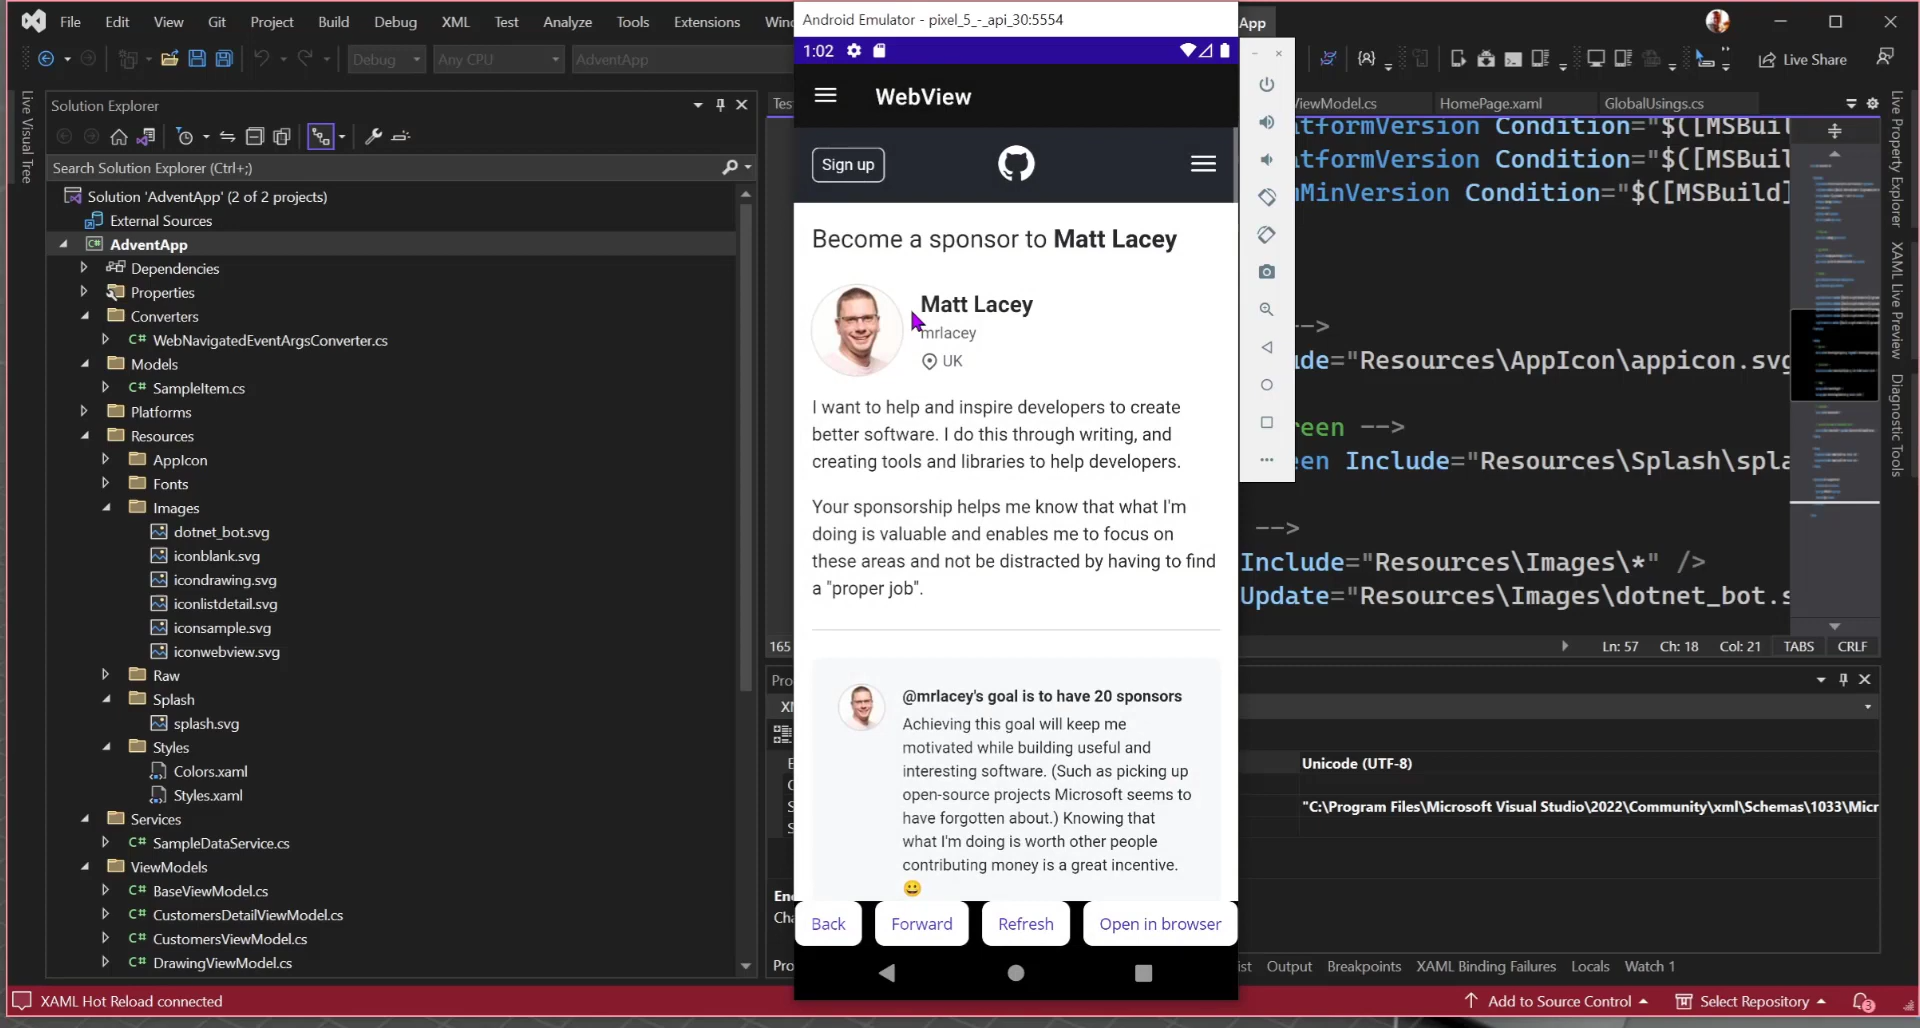 File Edit View Git Project Build Debug XML Test Analyze Tools Extensions
Android Emulator - pixel_5_-_api_30:5554
App
Debug Any CPU AdventApp
Live Share
Live Visual Tree
Solution Explorer
Search Solution Explorer (Ctrl+;)
Solution 'AdventApp' (2 of 2 projects)
External Sources
C# AdventApp
Dependencies
Properties
Converters
C# WebNavigatedEventArgsConverter.cs
Models
C# SampleItem.cs
Platforms
Resources
AppIcon
Fonts
Images
dotnet_bot.svg
iconblank.svg
icondrawing.svg
iconlistdetail.svg
iconsample.svg
iconwebview.svg
Raw
Splash
splash.svg
Styles
Colors.xaml
Styles.xaml
Services
C# SampleDataService.cs
ViewModels
C# BaseViewModel.cs
C# CustomersDetailViewModel.cs
C# CustomersViewModel.cs
C# DrawingViewModel.cs
1:02
WebView
Sign up
Become a sponsor to Matt Lacey
Matt Lacey
mrlacey
UK
I want to help and inspire developers to create
better software. I do this through writing, and
creating tools and libraries to help developers.
Your sponsorship helps me know that what I'm
doing is valuable and enables me to focus on
these areas and not be distracted by having to find
a "proper job".
@mrlacey's goal is to have 20 sponsors
Achieving this goal will keep me
motivated while building useful and
interesting software. (Such as picking up
open-source projects Microsoft seems to
have forgotten about.) Knowing that
what I'm doing is worth other people
contributing money is a great incentive.
😀
Back Forward Refresh Open in browser
ViewModel.cs HomePage.xaml GlobalUsings.cs
tformVersion Condition="$([MSBuil
tformVersion Condition="$([MSBuil
MinVersion Condition="$([MSBuild]
-->
de="Resources\AppIcon\appicon.svg
een -->
en Include="Resources\Splash\spla
-->
Include="Resources\Images\*" />
Update="Resources\Images\dotnet_bot.s
165
Ln: 57 Ch: 18 Col: 21 TABS CRLF
Unicode (UTF-8)
"C:\Program Files\Microsoft Visual Studio\2022\Community\xml\Schemas\1033\Micr
Output Breakpoints XAML Binding Failures Locals Watch 1
Live Property Explorer
XAML Live Preview
Diagnostic Tools
XAML Hot Reload connected
Add to Source Control Select Repository 3